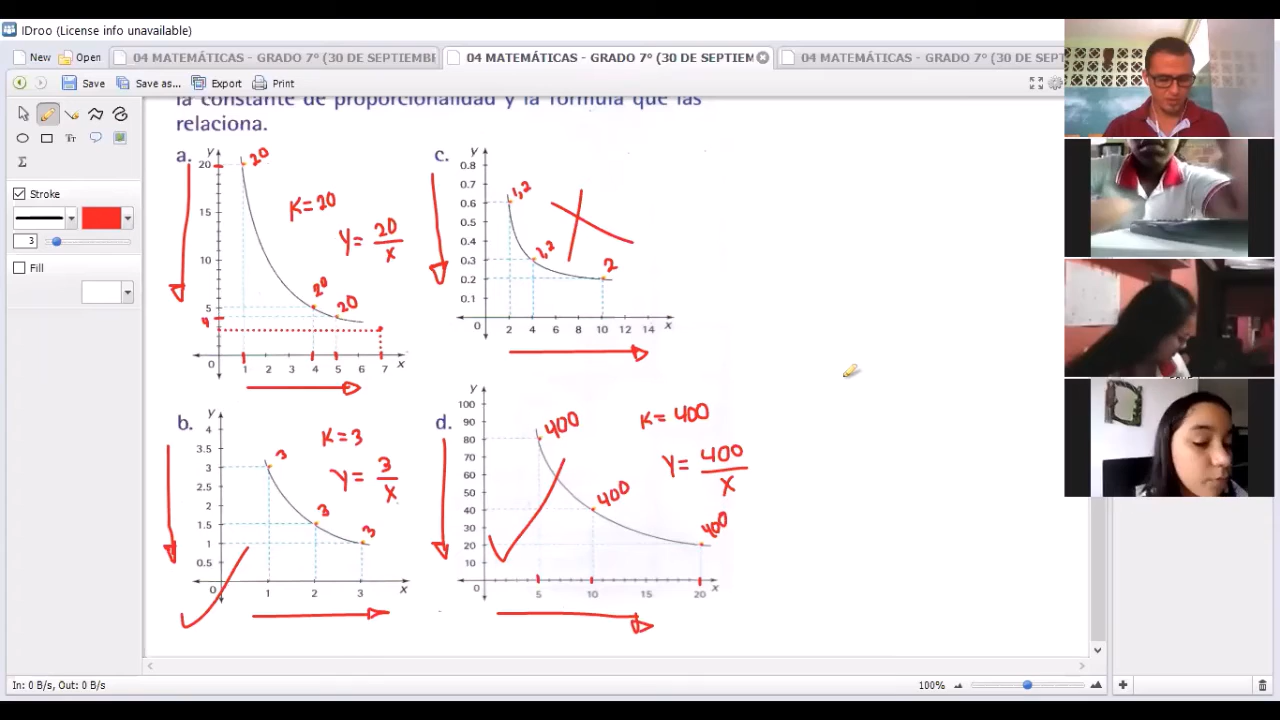 IDroo (License info unavailable)
New Open 04 MATEMÁTICAS - GRADO 7º (30 DE SEPTIEMBI 04 MATEMÁTICAS - GRADO 7º (30 DE SEPTIEM 04 MATEMÁTICAS - GRADO 7º (30 DE SEPTIEMB
Save Save as... Export Print
la constante de proporcionalidad y la fórmula que las
relaciona.
Stroke
3
Fill
a.
y
20
15
10
5
4
0
1 2 3 4 5 6 7 x
20
20
20
K=20
Y= 20/x
c.
y
0.8
0.7
0.6
0.5
0.4
0.3
0.2
0.1
0
2 4 6 8 10 12 14 x
1,2
1,2
2
b.
y
4
3.5
3
2.5
2
1.5
1
0.5
0
1 2 3 x
3
3
3
K=3
Y= 3/x
d.
y
100
90
80
70
60
50
40
30
20
10
0
5 10 15 20 x
400
400
400
K=400
Y= 400/x
In: 0 B/s, Out: 0 B/s
100%